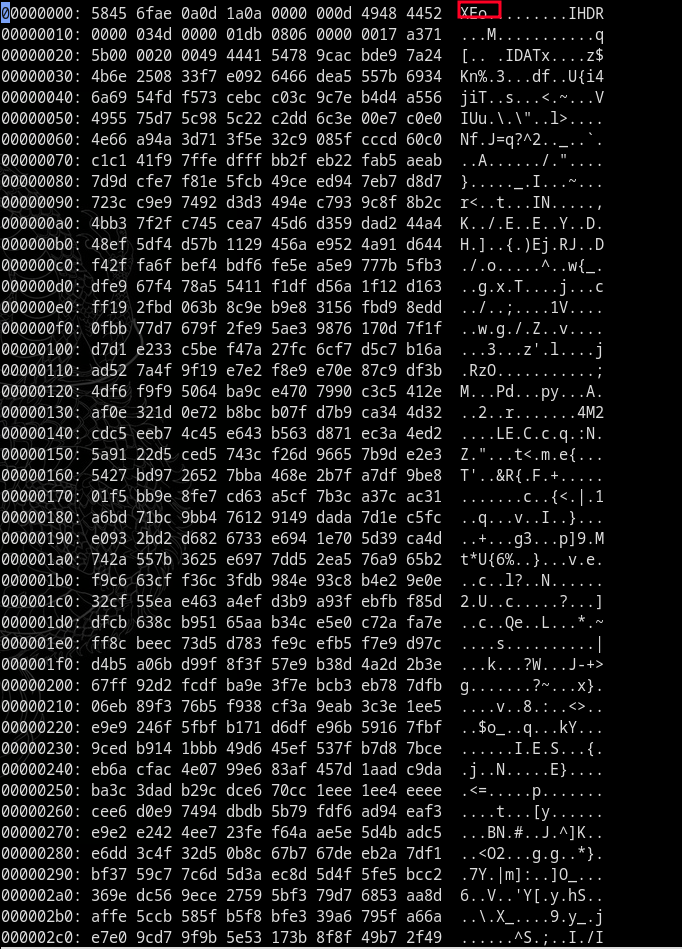 00000000: 5845 6fae 0a0d 1a0a 0000 000d 4948 4452  XEo.........IHDR
00000010: 0000 034d 0000 01db 0806 0000 0017 a371  ...M...........q
00000020: 5b00 0020 0049 4441 5478 9cac bde9 7a24  [.. .IDATx....z$
00000030: 4b6e 2508 33f7 e092 6466 dea5 557b 6934  Kn%.3...df..U{i4
00000040: 6a69 54fd f573 cebc c03c 9c7e b4d4 a556  jiT..s...<.~...V
00000050: 4955 75d7 5c98 5c22 c2dd 6c3e 00e7 c0e0  IUu.\.\"..l>....
00000060: 4e66 a94a 3d71 3f5e 32c9 085f cccd 60c0  Nf.J=q?^2.._..`.
00000070: c1c1 41f9 7ffe dfff bb2f eb22 fab5 aeab  ..A....../."....
00000080: 7d9d cfe7 f81e 5fcb 49ce ed94 7eb7 d8d7  }....._.I...~...
00000090: 723c c9e9 7492 d3d3 494e c793 9c8f 8b2c  r<..t...IN.....,
000000a0: 4bb3 7f2f c745 cea7 45d6 d359 dad2 44a4  K../.E..E..Y..D.
000000b0: 48ef 5df4 d57b 1129 456a e952 4a91 d644  H.]..{.)Ej.RJ..D
000000c0: f42f fa6f bef4 bdf6 fe5e a5e9 777b 5fb3  ./.o.....^..w{_.
000000d0: dfe9 67f4 78a5 5411 f1df d56a 1f12 d163  ..g.x.T....j...c
000000e0: ff19 2fbd 063b 8c9e b9e8 3156 fbd9 8edd  ../..;....1V....
000000f0: 0fbb 77d7 679f 2fe9 5ae3 9876 170d 7f1f  ..w.g./.Z..v....
00000100: d7d1 e233 c5be f47a 27fc 6cf7 d5c7 b16a  ...3...z'.l....j
00000110: ad52 7a4f 9f19 e7e2 f8e9 e70e 87c9 df3b  .RzO...........;
00000120: 4df6 f9f9 5064 ba9c e470 7990 c3c5 412e  M...Pd...py...A.
00000130: af0e 321d 0e72 b8bc b07f d7b9 ca34 4d32  ..2..r.......4M2
00000140: cdc5 eeb7 4c45 e643 b563 d871 ec3a 4ed2  ....LE.C.c.q.:N.
00000150: 5a91 22d5 ced5 743c f26d 9665 7b9d e2e3  Z."...t<.m.e{...
00000160: 5427 bd97 2652 7bba 468e 2b7f a7df 9be8  T'..&R{.F.+.....
00000170: 01f5 bb9e 8fe7 cd63 a5cf 7b3c a37c ac31  .......c..{<.|.1
00000180: a6bd 71bc 9bb4 7612 9149 dada 7d1e c5fc  ..q...v..I..}...
00000190: e093 2bd2 d682 6733 e694 1e70 5d39 ca4d  ..+...g3...p]9.M
000001a0: 742a 557b 3625 e697 7dd5 2ea5 76a9 65b2  t*U{6%..}...v.e.
000001b0: f9c6 63cf f36c 3fdb 984e 93c8 b4e2 9e0e  ..c..l?..N......
000001c0: 32cf 55ea e463 a4ef d3b9 a93f ebfb f85d  2.U..c.....?...]
000001d0: dfcb 638c b951 65aa b34c e5e0 c72a fa7e  ..c..Qe..L...*.~
000001e0: ff8c beec 73d5 d783 fe9c efb5 f7e9 d97c  ....s..........|
000001f0: d4b5 a06b d99f 8f3f 57e9 b38d 4a2d 2b3e  ...k...?W...J-+>
00000200: 67ff 92d2 fcdf ba9e 3f7e bcb3 eb78 7dfb  g.......?~...x}.
00000210: 06eb 89f3 76b5 f938 cf3a 9eab 3c3e 1ee5  ....v..8.:..<>..
00000220: e9e9 246f 5fbf b171 d6df e96b 5916 7fbf  ..$o_..q...kY...
00000230: 9ced b914 1bbb 49d6 45ef 537f b7d8 7bce  ......I.E.S...{.
00000240: eb6a cfac 4e07 99e6 83af 457d 1aad c9da  .j..N.....E}....
00000250: ba3c 3dad b29c dce6 70cc 1eee 1ee4 eeee  .<=.....p.......
00000260: cee6 d0e9 7494 dbdb 5b79 fdf6 ad94 eaf3  ....t...[y......
00000270: e9e2 e242 4ee7 23fe f64a ae5e 5d4b adc5  ...BN.#..J.^]K..
00000280: e6dd 3c4f 32d5 0b8c 67b7 67de eb2a 7df1  ..<O2...g.g..*}.
00000290: bf37 59c7 7c6d 5d3a ec8d 5d4f 5fe5 bcc2  .7Y.|m]:..]O_...
000002a0: 369e dc56 9ece 2759 5bf3 79d7 6853 aa8d  6..V..'Y[.y.hS..
000002b0: affe 5ccb 585f b5f8 bfe3 39a6 795f a66a  ..\.X_....9.y_.j
000002c0: e7e0 9cd7 9f9b 5e53 173b 8f8f 49b7 2f49  ......^S.;..I./I